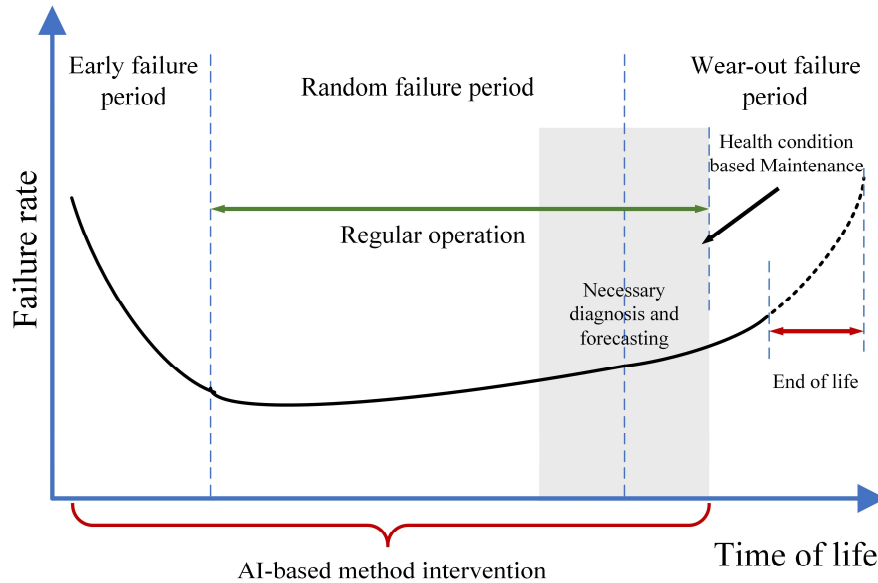 Early failure
period
Random failure period
Wear-out failure
period
Health condition
based Maintenance
Failure rate
Regular operation
Necessary
diagnosis and
forecasting
End of life
AI-based method intervention
Time of life